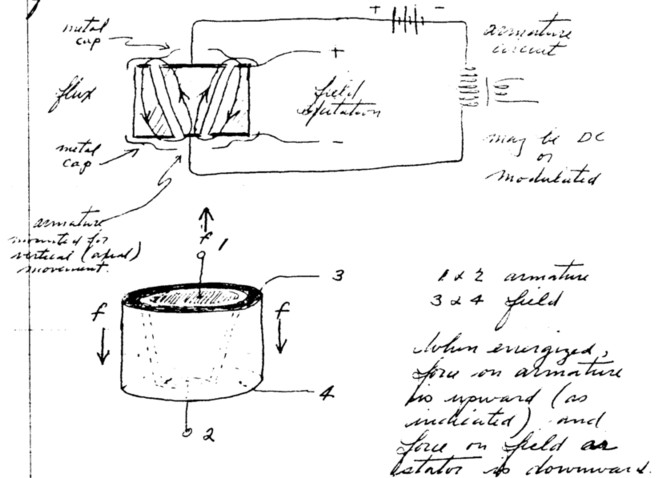 metal
cap
+ -
armature
circuit
+
flux
field
excitation
metal
cap
-
may be DC
or
modulated
armature
mounted for
vertical (axial)
movement.
f
1
3
f
f
4
2
1 & 2 armature
3 & 4 field
When energized,
force on armature
is upward (as
indicated) and
force on field or
stator is downward.